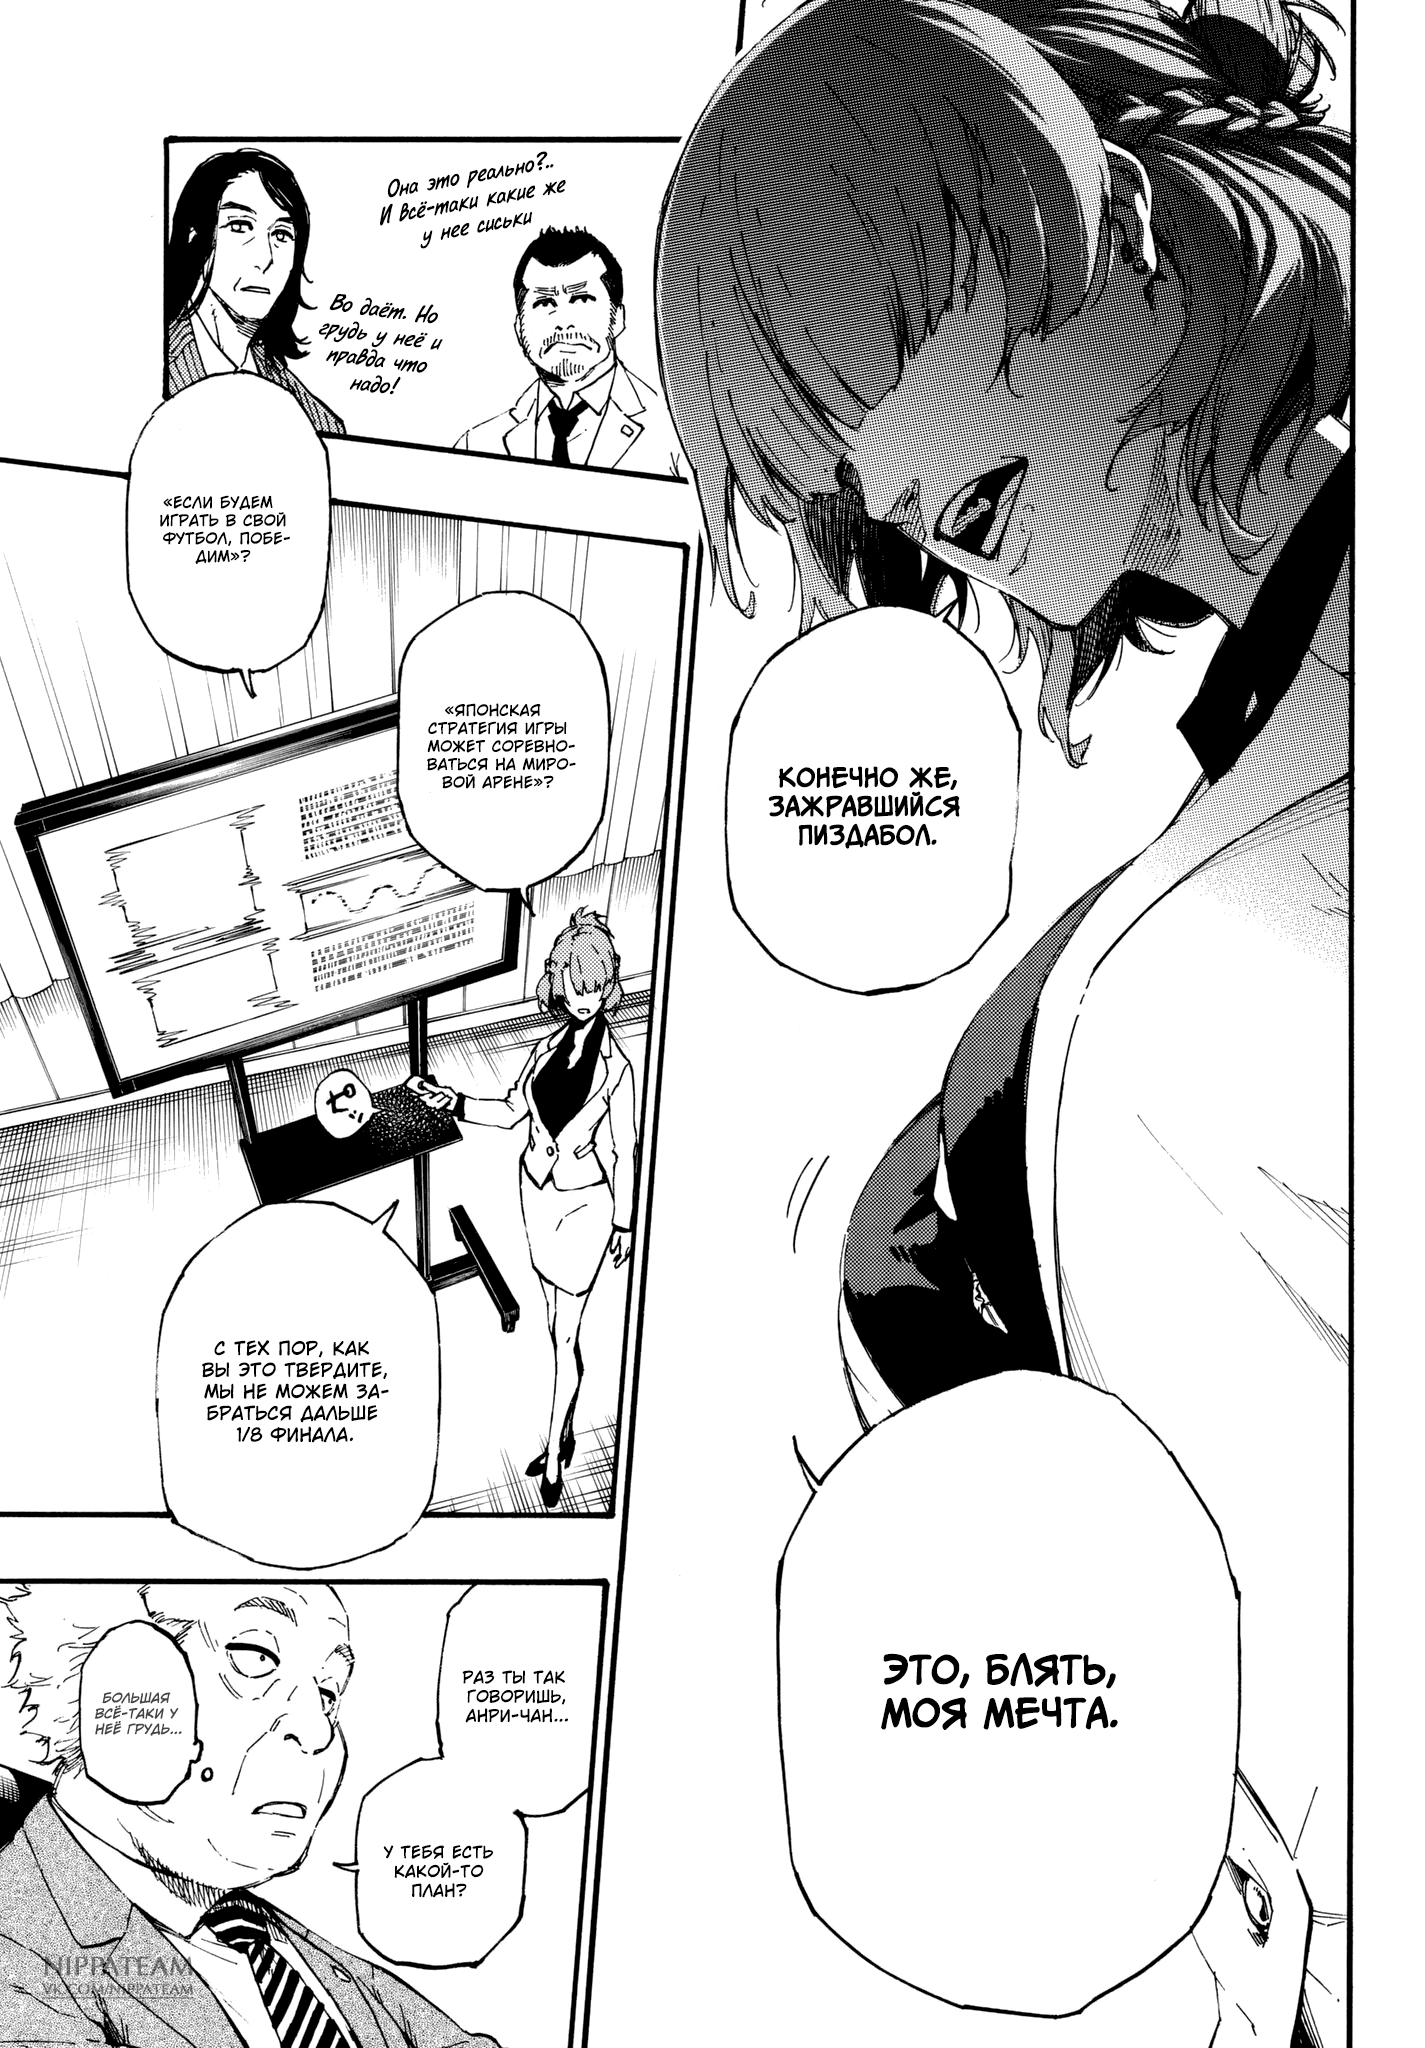 КОНЕЧНО ЖЕ,
ЗАЖРАВШИЙСЯ
ПИЗДАБОЛ.
ЭТО, БЛЯТЬ,
МОЯ МЕЧТА.
Она это реально?..
И всё-таки какие же
у нее сиськи
Во даёт. Но
грудь у неё и
правда что
надо!
«ЕСЛИ БУДЕМ
ИГРАТЬ В СВОЙ
ФУТБОЛ, ПОБЕ-
ДИМ»?
«ЯПОНСКАЯ
СТРАТЕГИЯ ИГРЫ
МОЖЕТ СОРЕВНО-
ВАТЬСЯ НА МИРО-
ВОЙ АРЕНЕ»?
ピ
С ТЕХ ПОР, КАК
ВЫ ЭТО ТВЕРДИТЕ,
МЫ НЕ МОЖЕМ ЗА-
БРАТЬСЯ ДАЛЬШЕ
1/8 ФИНАЛА.
РАЗ ТЫ ТАК
ГОВОРИШЬ,
АНРИ-ЧАН...
БОЛЬШАЯ
ВСЁ-ТАКИ У
НЕЁ ГРУДЬ...
У ТЕБЯ ЕСТЬ
КАКОЙ-ТО
ПЛАН?
NIPPATEAM
VK.COM/NIPPATEAM